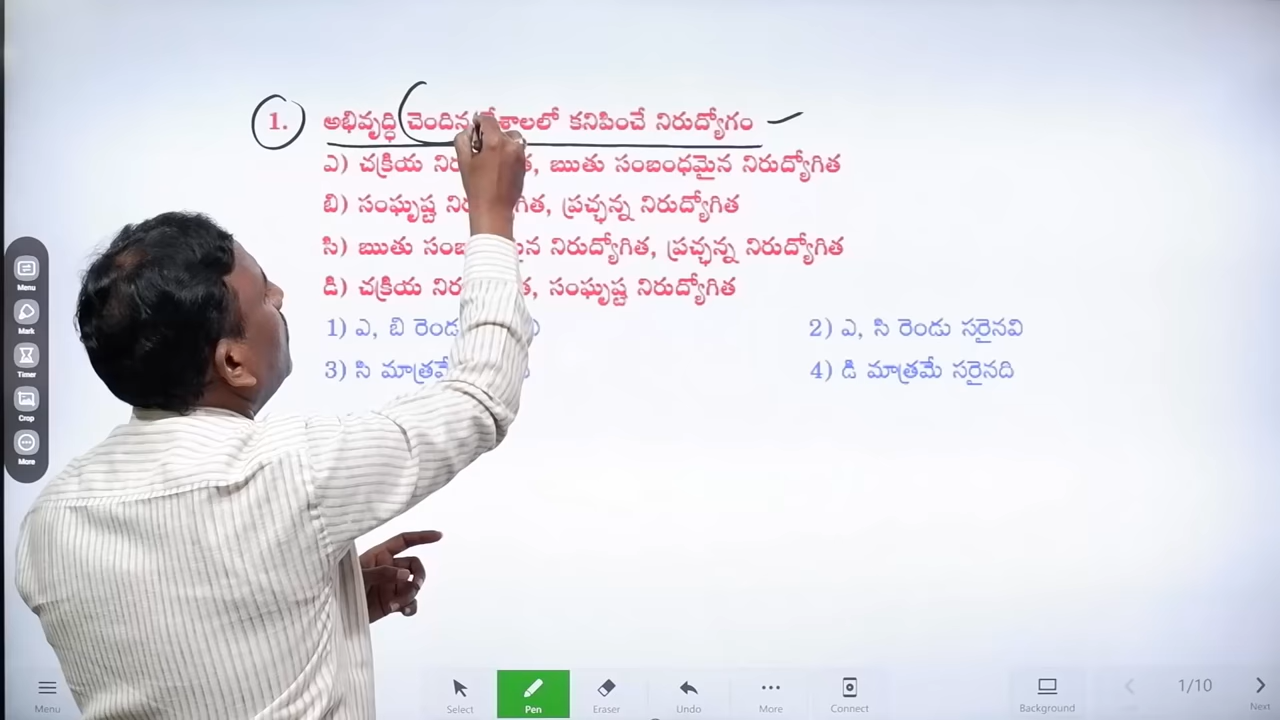 1. అభివృద్ధి చెందిన దేశాలలో కనిపించే నిరుద్యోగం
ఎ) చక్రియ ఋతు సంబంధమైన నిరుద్యోగిత
బి) సంఘృష్ట ప్రచ్ఛన్న నిరుద్యోగిత
సి) ఋతు నిరుద్యోగిత, ప్రచ్ఛన్న నిరుద్యోగిత
డి) చక్రియ సంఘృష్ట నిరుద్యోగిత
1) ఎ, బి రెండు 2) ఎ, సి రెండు సరైనవి
3) సి మాత్రమే 4) డి మాత్రమే సరైనది
Menu
Mark
Timer
Crop
More
Menu Select Pen Eraser Undo More Connect Background 1/10 Next